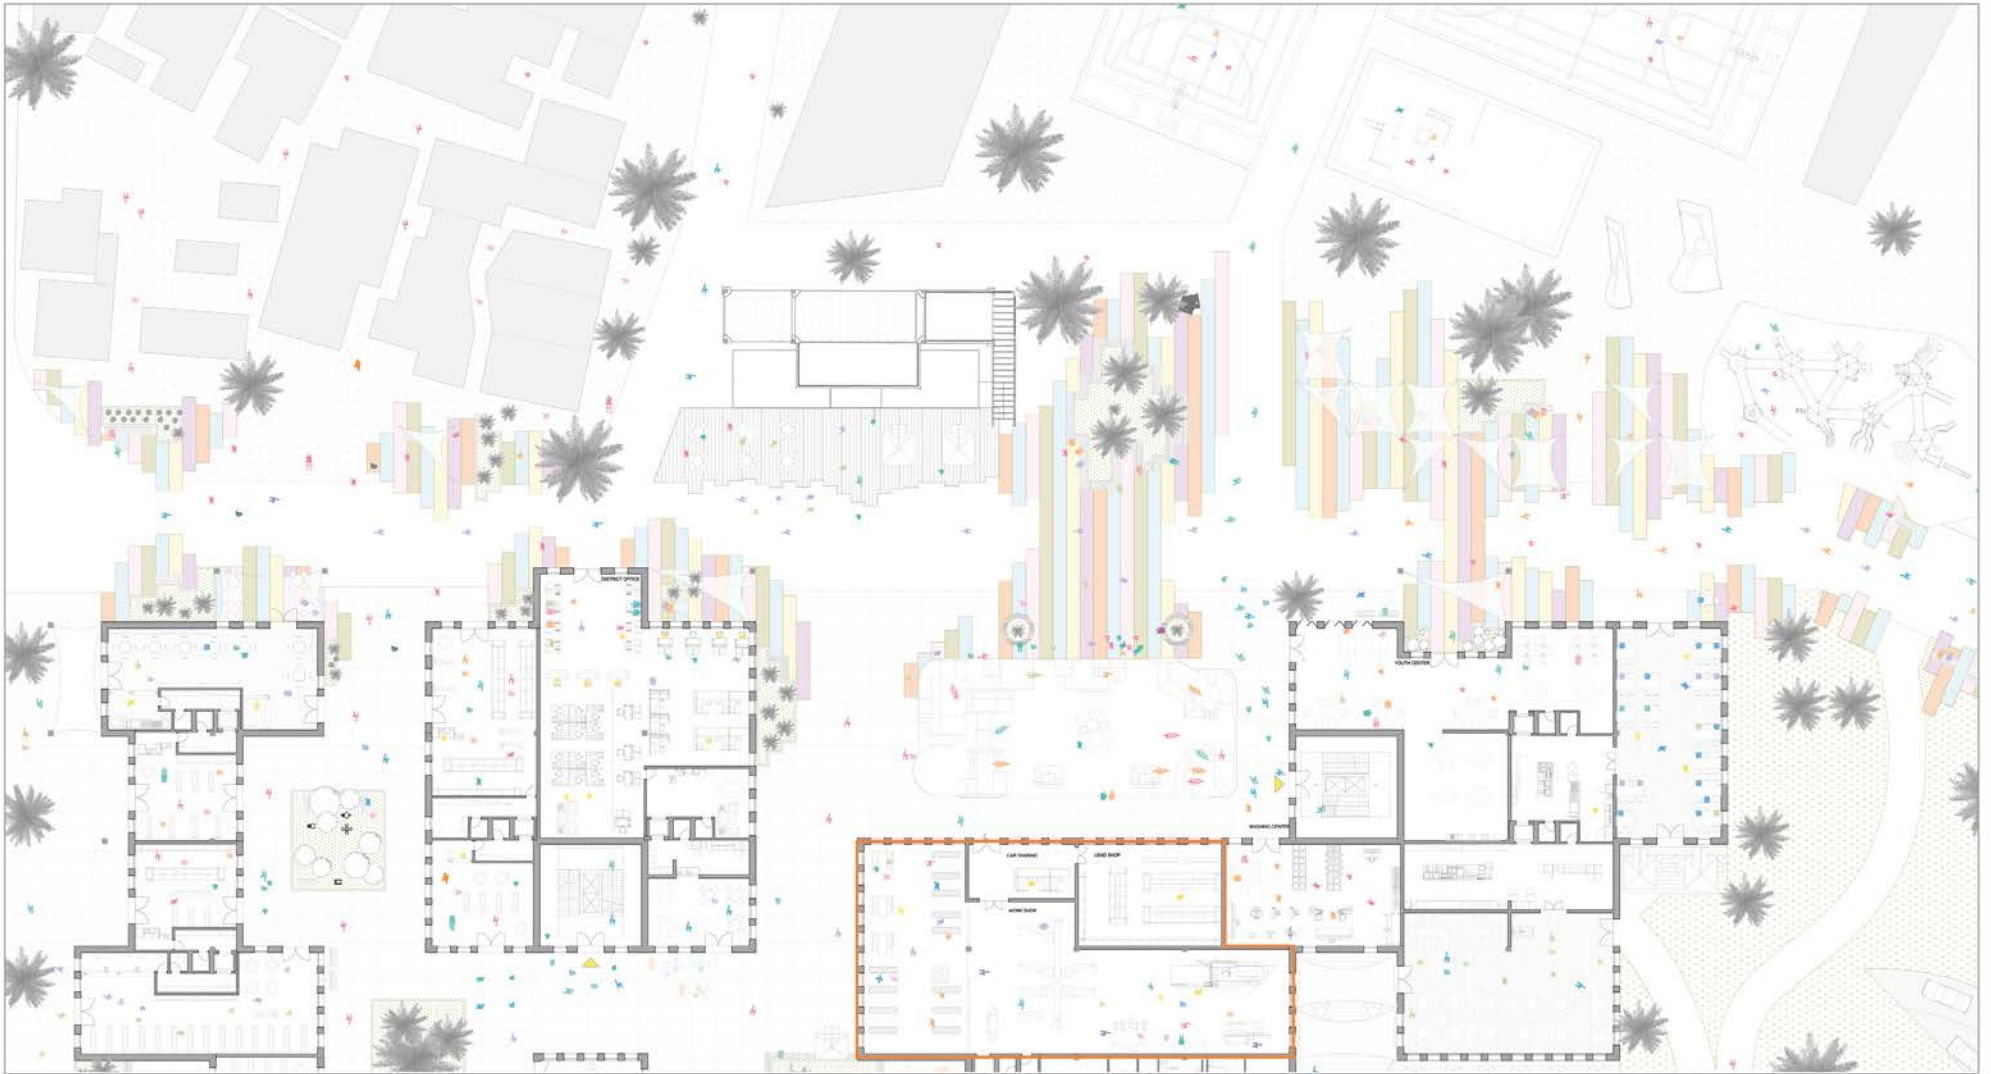 DISTRICT OFFICE
YOUTH CENTER
WASHING CENTER
CAR SHARING
LEND SHOP
WORK SHOP